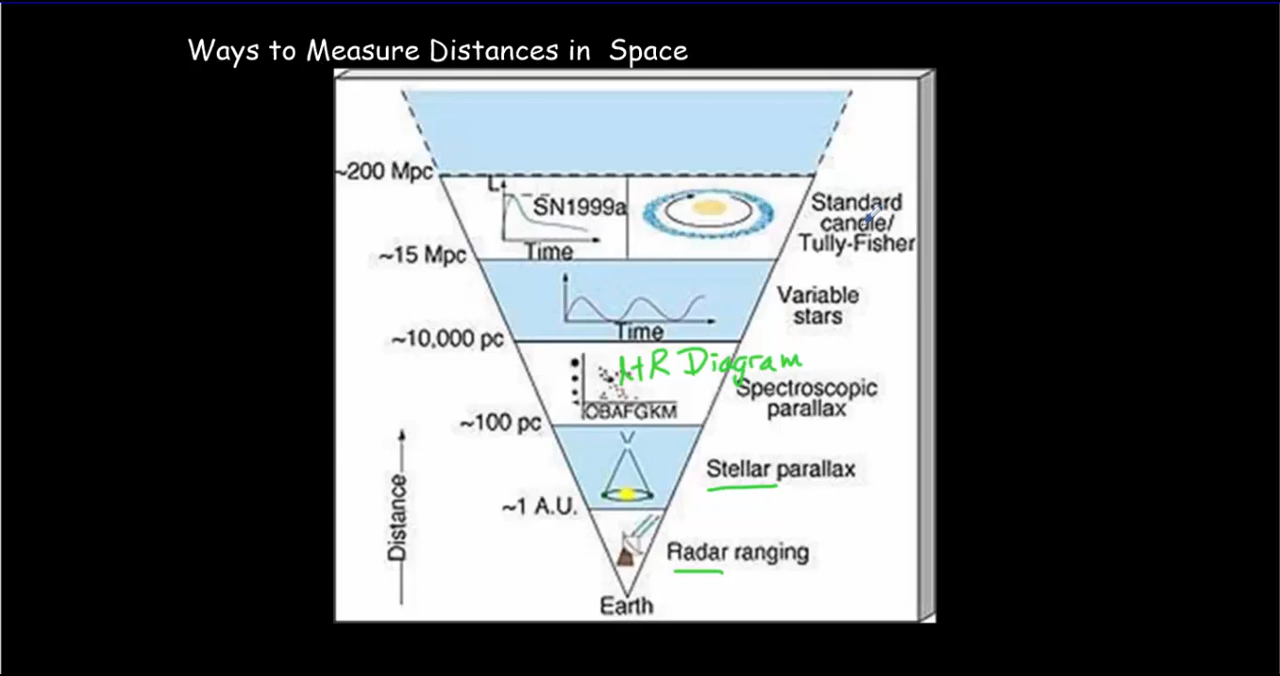 Ways to Measure Distances in Space
~200 Mpc
L
SN1999a
Time
Standard
candle/
Tully-Fisher
~15 Mpc
Time
Variable
stars
~10,000 pc
HR Diagram
OBAFGKM
Spectroscopic
parallax
~100 pc
Stellar parallax
~1 A.U.
Radar ranging
Distance
Earth